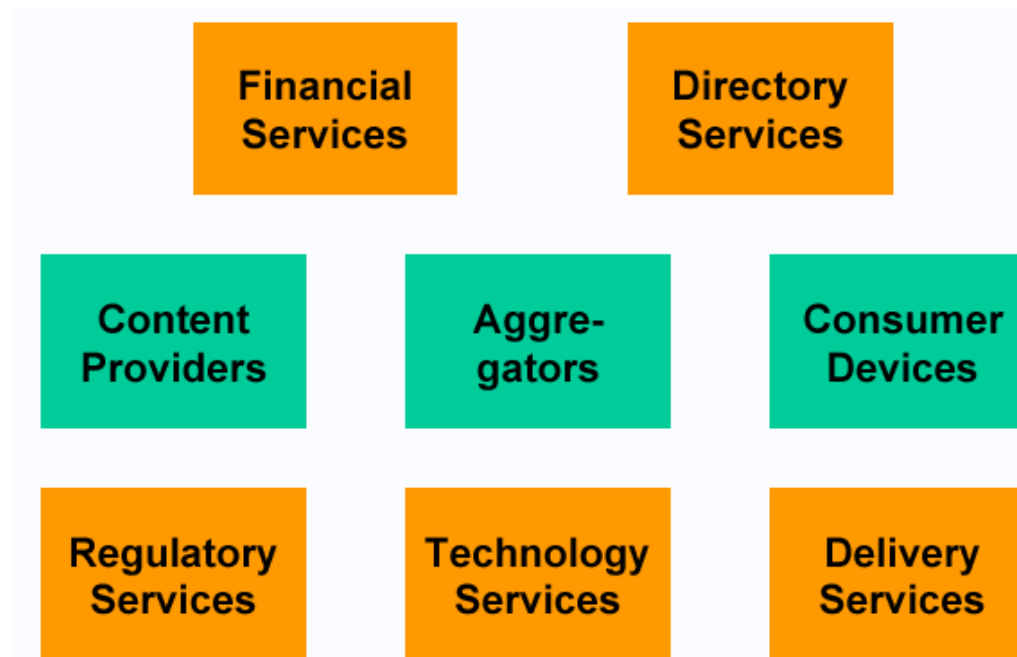 Financial
Services
Directory
Services
Content
Providers
Aggre-
gators
Consumer
Devices
Regulatory
Services
Technology
Services
Delivery
Services